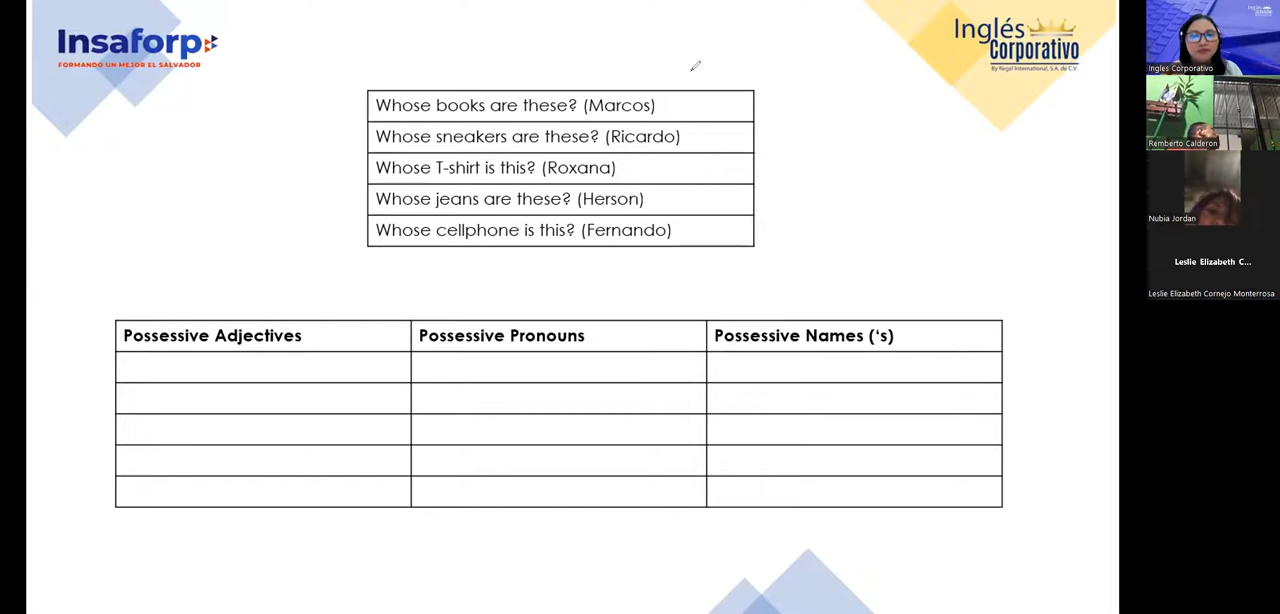 Insaforp
FORMANDO UN MEJOR EL SALVADOR
Inglés
Corporativo
By Regal International, S.A. de C.V.
Whose books are these? (Marcos)
Whose sneakers are these? (Ricardo)
Whose T-shirt is this? (Roxana)
Whose jeans are these? (Herson)
Whose cellphone is this? (Fernando)
Possessive Adjectives
Possessive Pronouns
Possessive Names (‘s)
Ingles Corporativo
Remberto Calderon
Nubia Jordan
Leslie Elizabeth C...
Leslie Elizabeth Cornejo Monterrosa